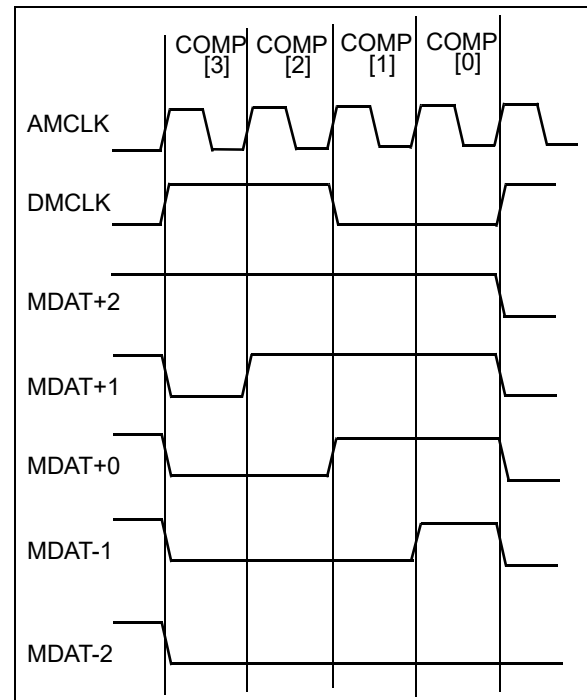 COMP COMP COMP COMP
[3] [2] [1] [0]
AMCLK
DMCLK
MDAT+2
MDAT+1
MDAT+0
MDAT-1
MDAT-2